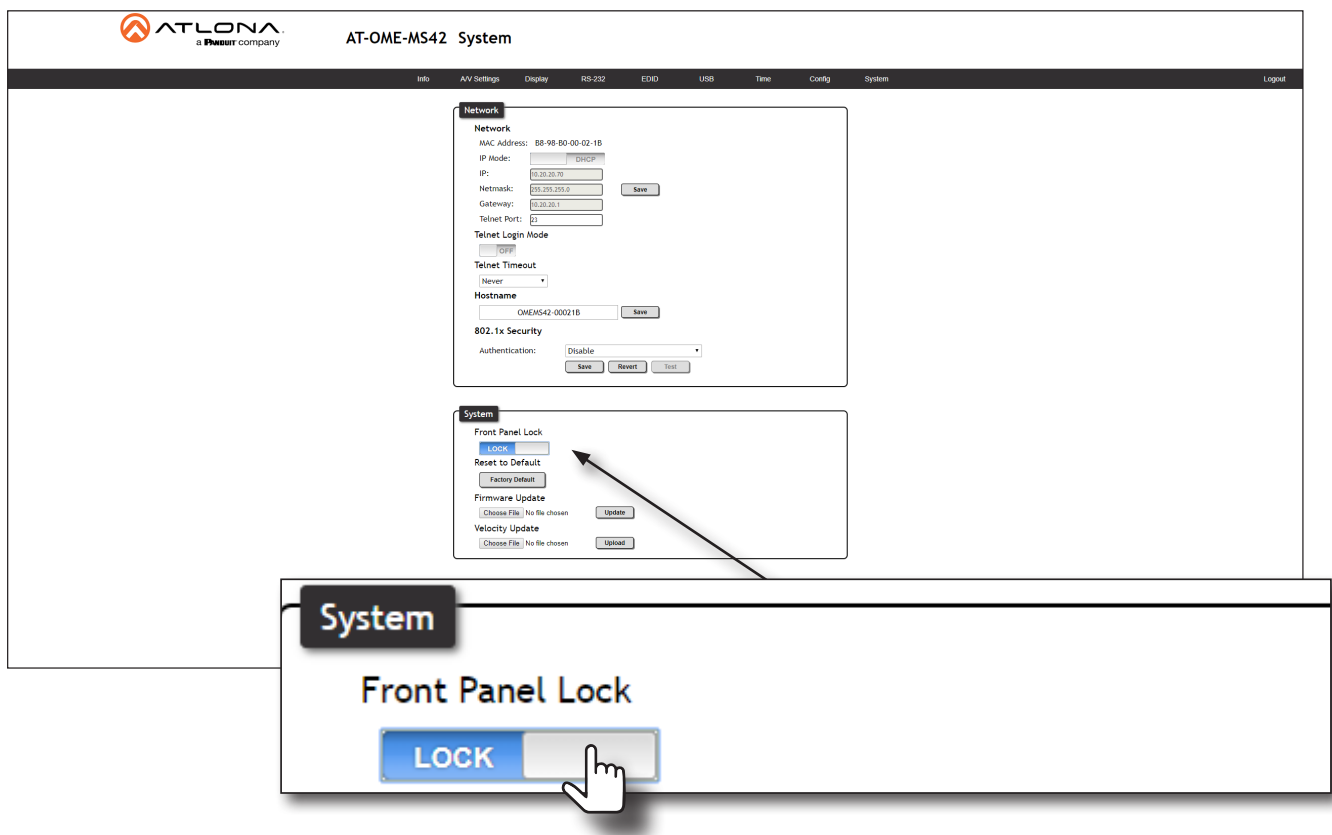 ATLONA.
a PANDUIT company
AT-OME-MS42 System
Info A/V Settings Display RS-232 EDID USB Time Config System Logout
Network
Network
MAC Address: B8-98-B0-00-02-1B
IP Mode: DHCP
IP: 10.20.20.70
Netmask: 255.255.255.0 Save
Gateway: 10.20.20.1
Telnet Port: 23
Telnet Login Mode
OFF
Telnet Timeout
Never
Hostname
OMEMS42-00021B Save
802.1x Security
Authentication: Disable
Save Revert Test
System
Front Panel Lock
LOCK
Reset to Default
Factory Default
Firmware Update
Choose File No file chosen Update
Velocity Update
Choose File No file chosen Upload
System
Front Panel Lock
LOCK